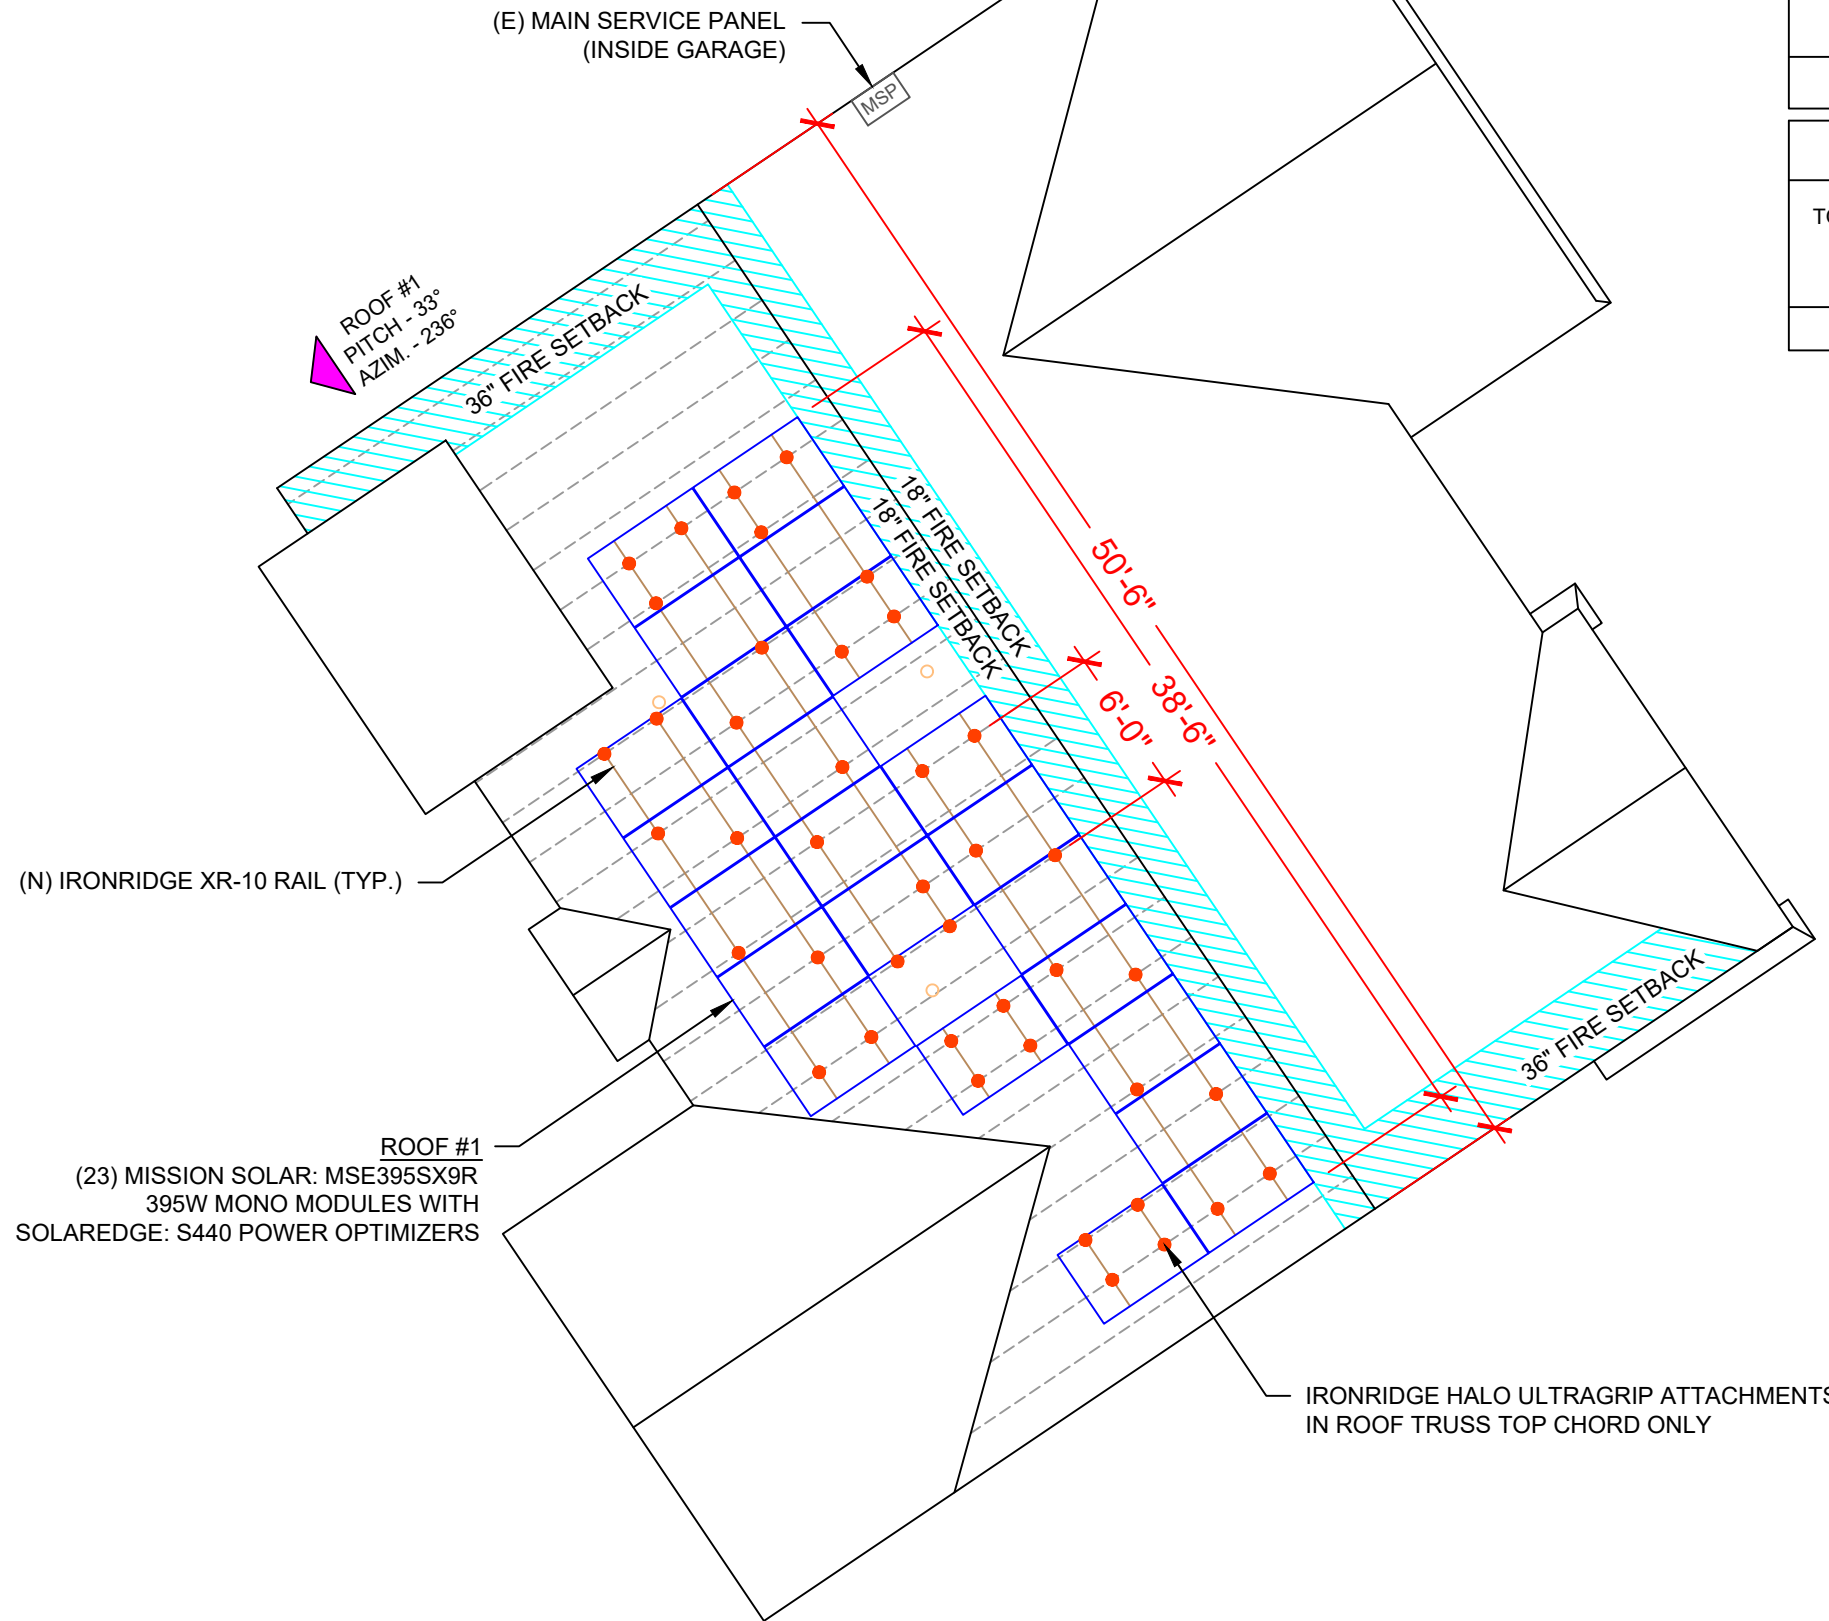 (E) MAIN SERVICE PANEL
(INSIDE GARAGE)
MSP
ROOF #1
PITCH - 33°
AZIM. - 236°
36" FIRE SETBACK
18" FIRE SETBACK
18" FIRE SETBACK
50'-6"
38'-6"
6'-0"
(N) IRONRIDGE XR-10 RAIL (TYP.)
36" FIRE SETBACK
ROOF #1
(23) MISSION SOLAR: MSE395SX9R
395W MONO MODULES WITH
SOLAREDGE: S440 POWER OPTIMIZERS
IRONRIDGE HALO ULTRAGRIP ATTACHMENTS
IN ROOF TRUSS TOP CHORD ONLY